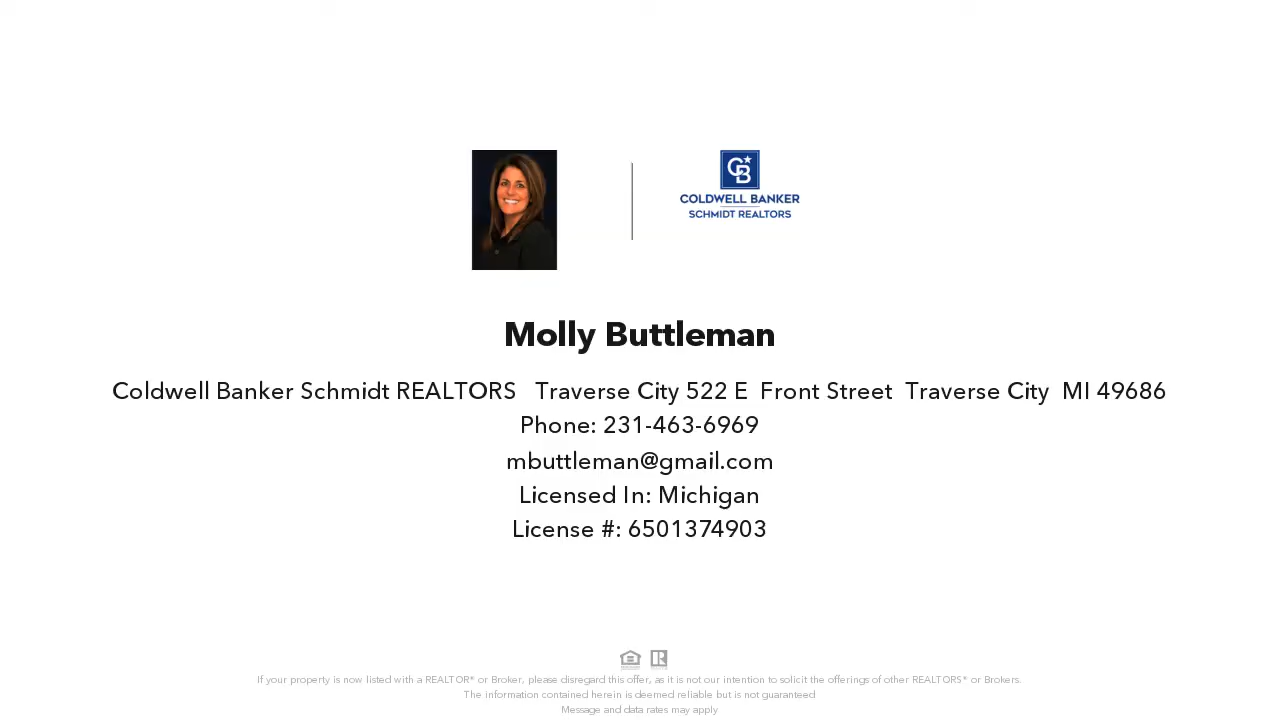 CB
COLDWELL BANKER
SCHMIDT REALTORS
Molly Buttleman
Coldwell Banker Schmidt REALTORS   Traverse City 522 E  Front Street  Traverse City  MI 49686
Phone: 231-463-6969
mbuttleman@gmail.com
Licensed In: Michigan
License #: 6501374903
If your property is now listed with a REALTOR® or Broker, please disregard this offer, as it is not our intention to solicit the offerings of other REALTORS® or Brokers.
The information contained herein is deemed reliable but is not guaranteed
Message and data rates may apply